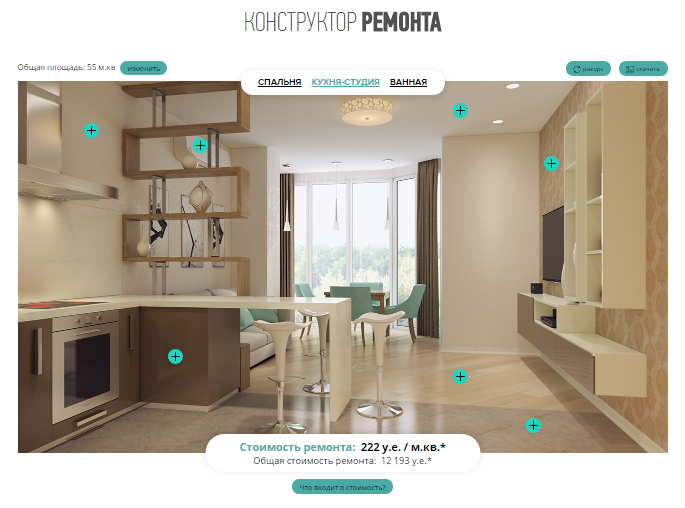 КОНСТРУКТОР РЕМОНТА
Общая площадь: 55 м.кв изменить
ракурс скачать
СПАЛЬНЯ КУХНЯ-СТУДИЯ ВАННАЯ
Стоимость ремонта: 222 у.е. / м.кв.*
Общая стоимость ремонта: 12 193 у.е.*
Что входит в стоимость?